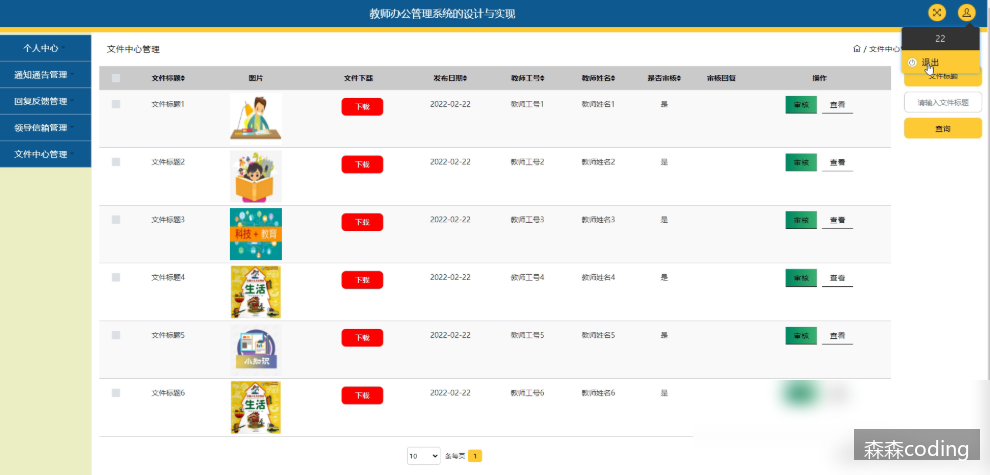 教师办公管理系统的设计与实现
22
退出
个人中心
通知通告管理
回复反馈管理
领导信箱管理
文件中心管理
文件中心管理
/ 文件中心
文件标题 图片 文件下载 发布日期 教师工号 教师姓名 是否审核 审核回复 操作
文件标题1 下载 2022-02-22 教师工号1 教师姓名1 是 审核 查看
文件标题2 下载 2022-02-22 教师工号2 教师姓名2 是 审核 查看
文件标题3 科技+教育 下载 2022-02-22 教师工号3 教师姓名3 是 审核 查看
文件标题4 生活 下载 2022-02-22 教师工号4 教师姓名4 是 审核 查看
文件标题5 小知识 下载 2022-02-22 教师工号5 教师姓名5 是 审核 查看
文件标题6 生活 下载 2022-02-22 教师工号6 教师姓名6 是
文件标题
请输入文件标题
查询
10 条每页 1
森森coding